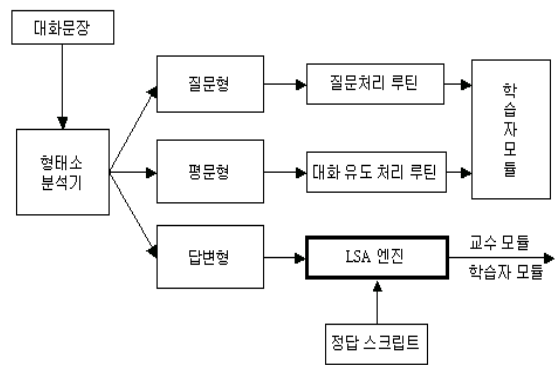 대화문장
형태소
분석기
질문형
질문처리 루틴
평문형
대화 유도 처리 루틴
학
습
자
모
듈
답변형
LSA 엔진
교수 모듈
학습자 모듈
정답 스크립트